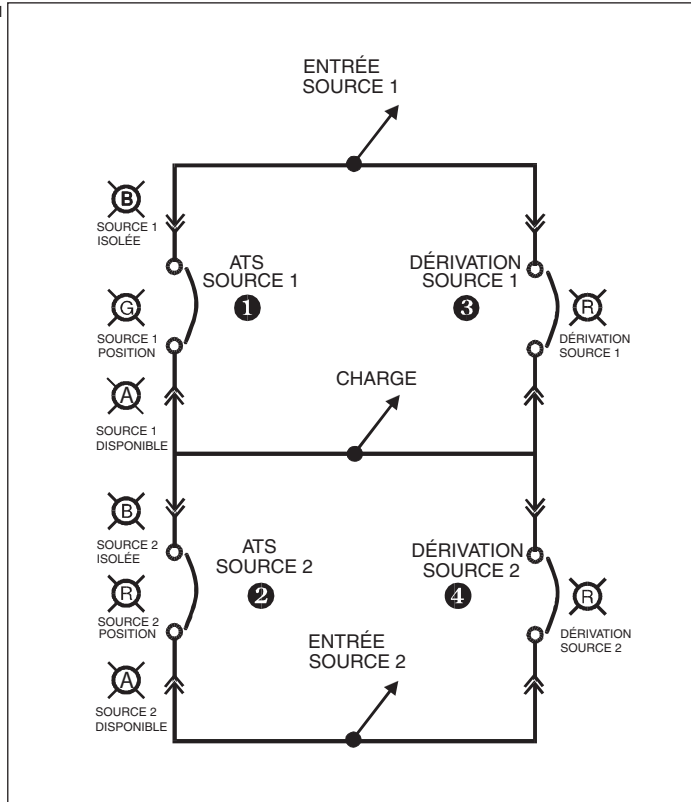 ENTRÉE
SOURCE 1
B
SOURCE 1
ISOLÉE
ATS
SOURCE 1
1
DÉRIVATION
SOURCE 1
3
G
SOURCE 1
POSITION
R
DÉRIVATION
SOURCE 1
A
SOURCE 1
DISPONIBLE
CHARGE
B
SOURCE 2
ISOLÉE
ATS
SOURCE 2
2
DÉRIVATION
SOURCE 2
4
R
SOURCE 2
POSITION
R
DÉRIVATION
SOURCE 2
ENTRÉE
SOURCE 2
A
SOURCE 2
DISPONIBLE